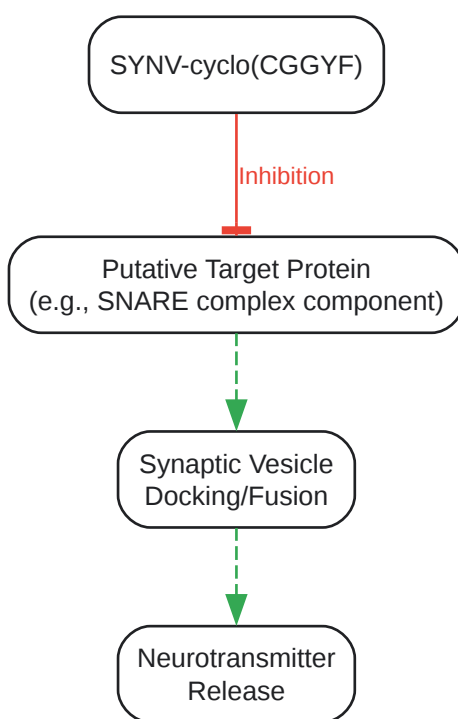 SYNV-cyclo(CGGYF)
Inhibition
Putative Target Protein
(e.g., SNARE complex component)
Synaptic Vesicle
Docking/Fusion
Neurotransmitter
Release